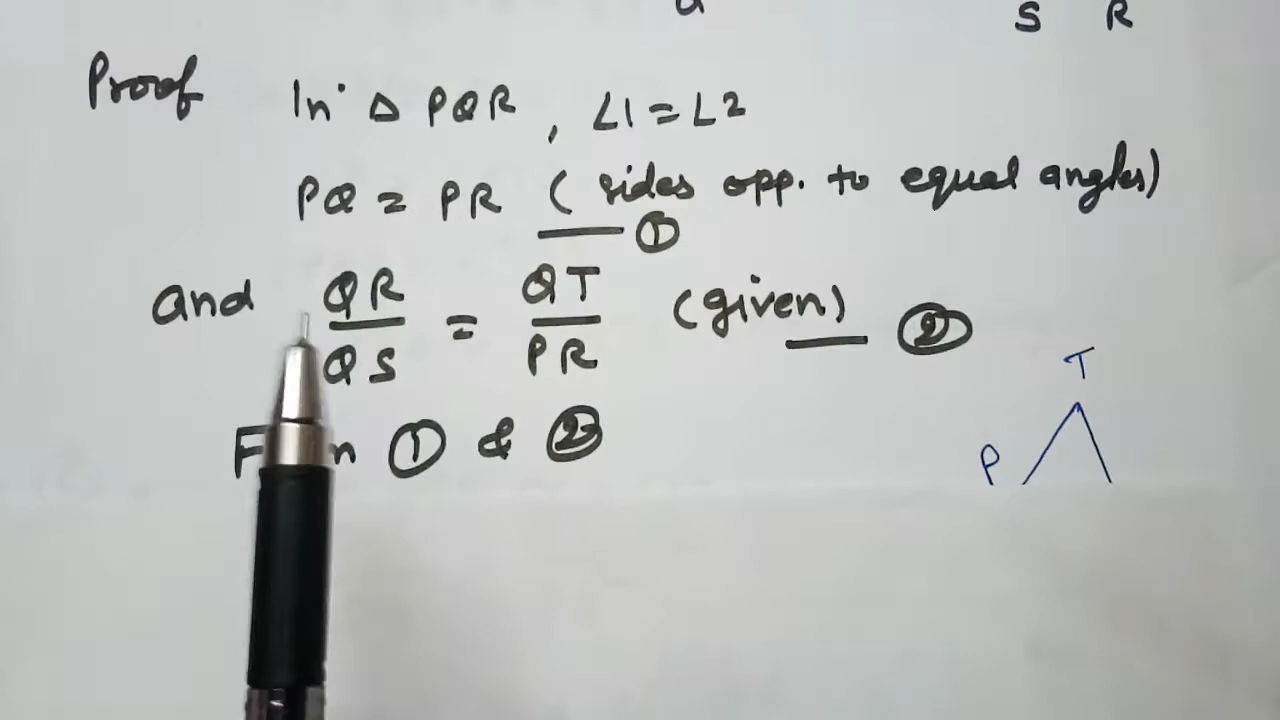 S R
Proof In Δ PQR, ∠1 = ∠2
PQ = PR (sides opp. to equal angles)
—— ①
and QR/QS = QT/PR (given) —— ②
① & ②
T
P